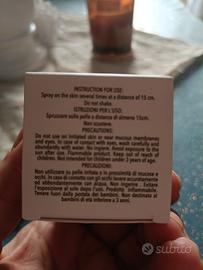 INSTRUCTION FOR USE:
Spray on the skin several times at a distance of 15 cm.
Do not shake.
ISTRUZIONI PER L'USO:
Spruzzare sulla pelle a distanza di almeno 15cm.
Non scuotere.
PRECAUTIONS:
Do not use on irritated skin or near mucous membranes
and eyes. In case of contact with eyes, wash carefully and
abundantly with water. No ingest. Avoid exposure to the
sun after use. Flammable product. Keep out of reach of
children. Not intended for children under 3 years of age.
PRECAUZIONI:
Non utilizzare su pelle irritata o in prossimità di mucose e
occhi. In caso di contatto con gli occhi lavare accuratamente
ed abbondantemente con acqua. Non ingerire. Evitare
l'esposizione al sole dopo l'uso. Prodotto infiammabile.
Tenere fuori dalla portata dei bambini. Non destinato ai
bambini di età inferiore a 3 anni.
subito